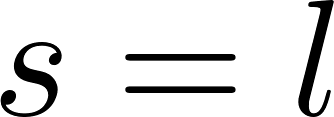 s = l